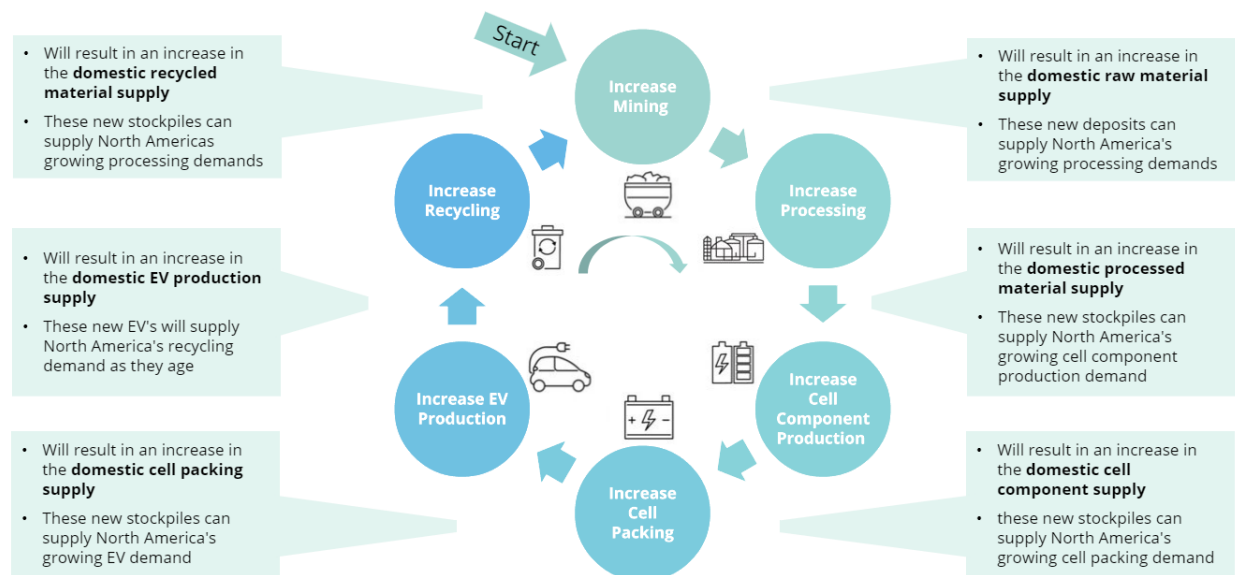 Start
Increase
Mining
Increase
Processing
Increase
Cell
Component
Production
Increase
Cell
Packing
Increase EV
Production
Increase
Recycling
• Will result in an increase in
the domestic raw material
supply
• These new deposits can
supply North America's
growing processing demands
• Will result in an increase in
the domestic processed
material supply
• These new stockpiles can
supply North America's
growing cell component
production demand
• Will result in an increase in
the domestic cell
component supply
• these new stockpiles can
supply North America's
growing cell packing demand
• Will result in an increase in
the domestic cell packing
supply
• These new stockpiles can
supply North America's
growing EV demand
• Will result in an increase in
the domestic EV production
supply
• These new EV's will supply
North America's recycling
demand as they age
• Will result in an increase in
the domestic recycled
material supply
• These new stockpiles can
supply North Americas
growing processing demands